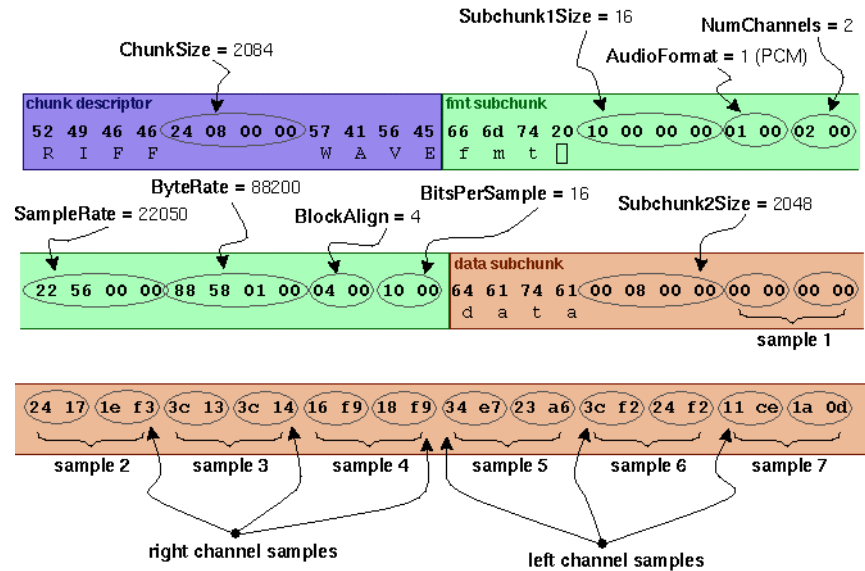 Subchunk1Size = 16
NumChannels = 2
ChunkSize = 2084
AudioFormat = 1 (PCM)
chunk descriptor
fmt subchunk
52 49 46 46 24 08 00 00 57 41 56 45 66 6d 74 20 10 00 00 00 01 00 02 00
R I F F W A V E f m t
ByteRate = 88200
BitsPerSample = 16
SampleRate = 22050
BlockAlign = 4
Subchunk2Size = 2048
data subchunk
22 56 00 00 88 58 01 00 04 00 10 00 64 61 74 61 00 08 00 00 00 00 00 00
d a t a
sample 1
24 17 1e f3 3c 13 3c 14 16 f9 18 f9 34 e7 23 a6 3c f2 24 f2 11 ce 1a 0d
sample 2 sample 3 sample 4 sample 5 sample 6 sample 7
right channel samples
left channel samples